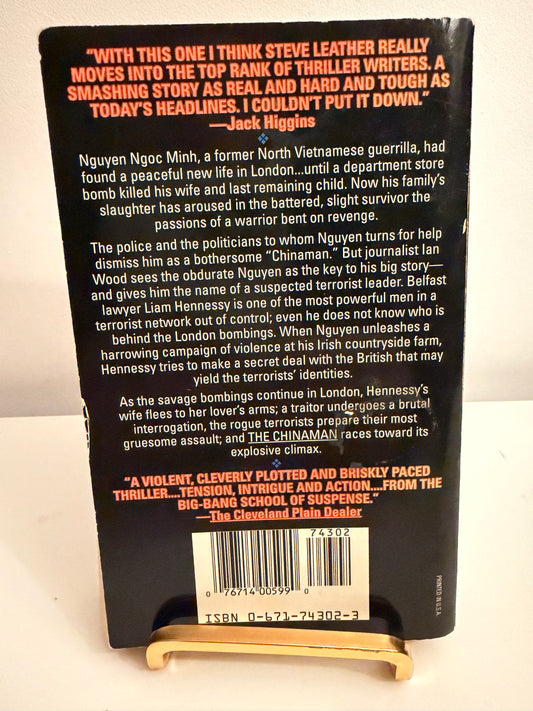 "WITH THIS ONE I THINK STEVE LEATHER REALLY
MOVES INTO THE TOP RANK OF THRILLER WRITERS. A
SMASHING STORY AS REAL AND HARD AND TOUGH AS
TODAY'S HEADLINES. I COULDN'T PUT IT DOWN."
—Jack Higgins
Nguyen Ngoc Minh, a former North Vietnamese guerrilla, had
found a peaceful new life in London...until a department store
bomb killed his wife and last remaining child. Now his family's
slaughter has aroused in the battered, slight survivor the
passions of a warrior bent on revenge.
The police and the politicians to whom Nguyen turns for help
dismiss him as a bothersome "Chinaman." But journalist Ian
Wood sees the obdurate Nguyen as the key to his big story—
and gives him the name of a suspected terrorist leader. Belfast
lawyer Liam Hennessy is one of the most powerful men in a
terrorist network out of control; even he does not know who is
behind the London bombings. When Nguyen unleashes a
harrowing campaign of violence at his Irish countryside farm,
Hennessy tries to make a secret deal with the British that may
yield the terrorists' identities.
As the savage bombings continue in London, Hennessy's
wife flees to her lover's arms; a traitor undergoes a brutal
interrogation, the rogue terrorists prepare their most
gruesome assault; and THE CHINAMAN races toward its
explosive climax.
"A VIOLENT, CLEVERLY PLOTTED AND BRISKLY PACED
THRILLER....TENSION, INTRIGUE AND ACTION....FROM THE
BIG-BANG SCHOOL OF SUSPENSE."
—The Cleveland Plain Dealer
74302
0 76714 00599 0
ISBN 0-671-74302-3
PRINTED IN U.S.A.